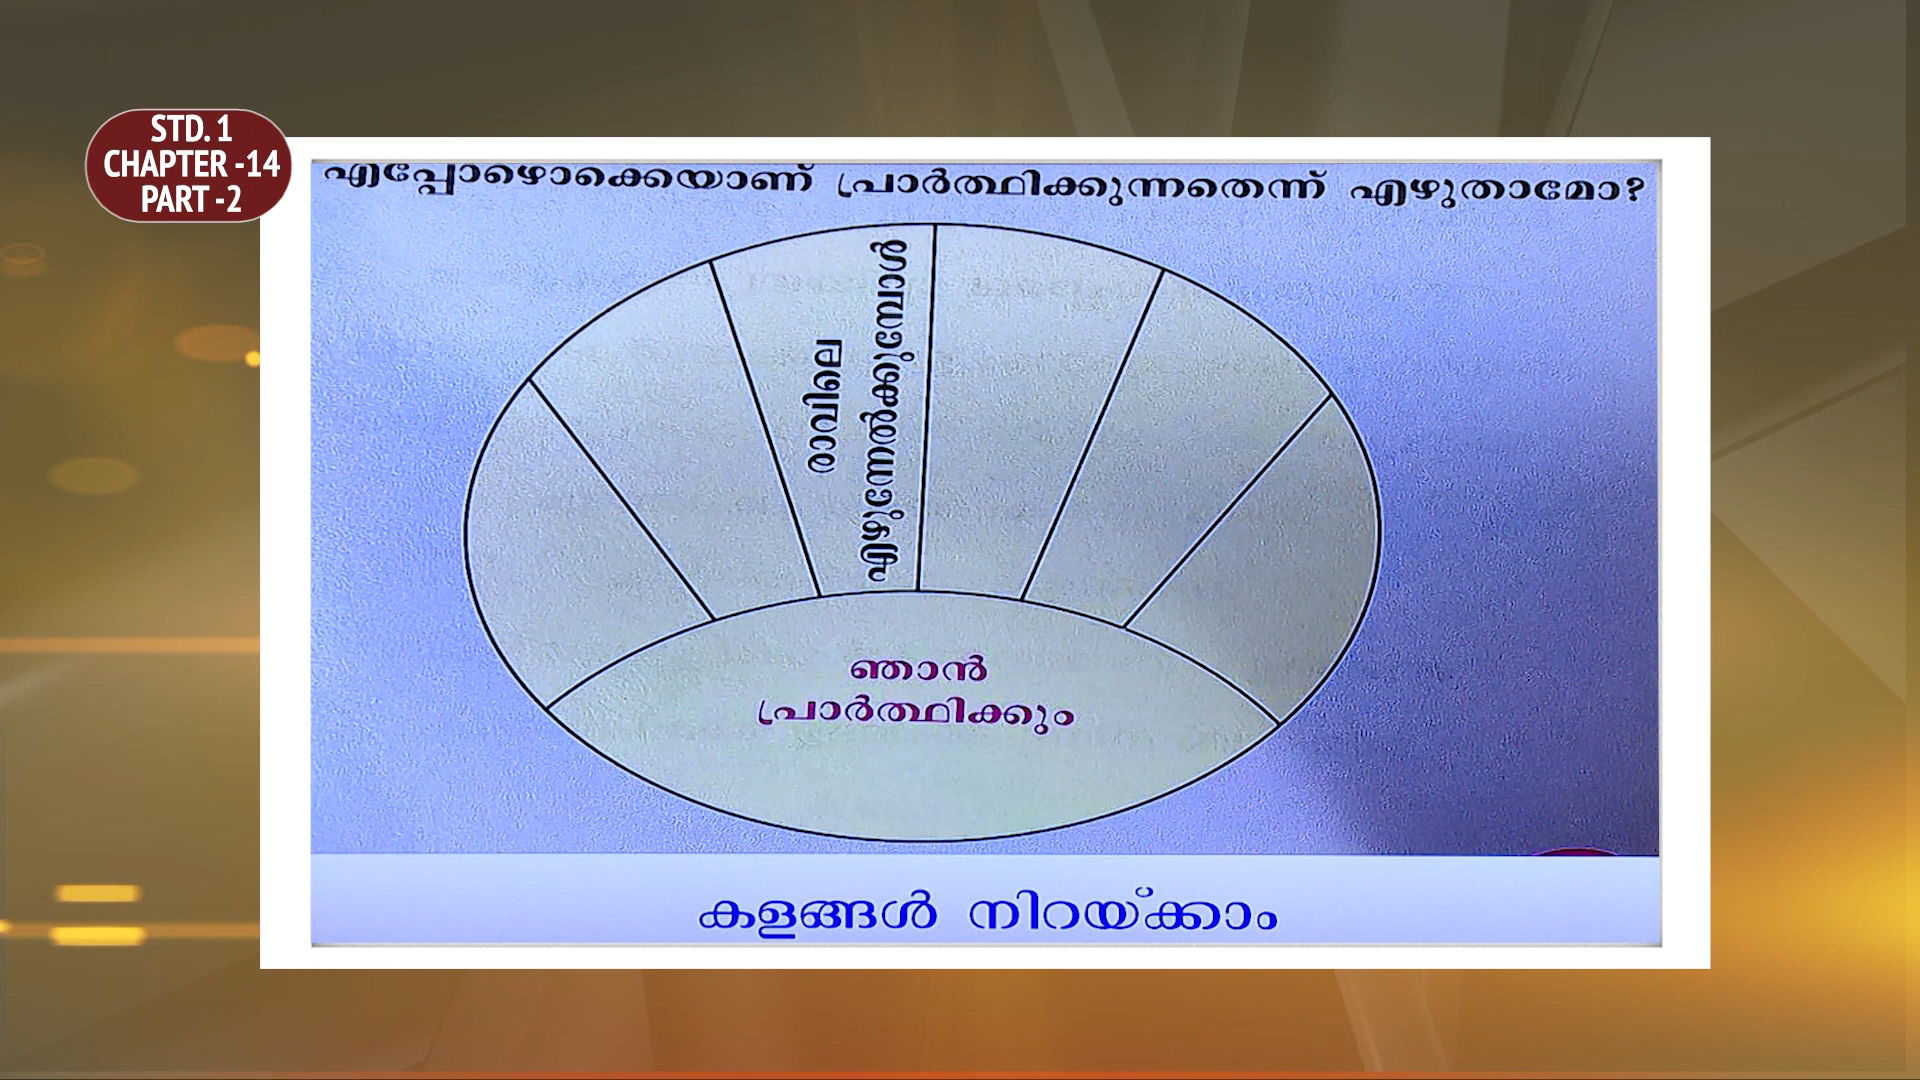 STD. 1
CHAPTER -14
PART -2
എപ്പോഴൊക്കെയാണ് പ്രാർത്ഥിക്കുന്നതെന്ന് എഴുതാമോ?
രാവിലെ
എഴുന്നേൽക്കുമ്പോൾ
ഞാൻ
പ്രാർത്ഥിക്കും
കളങ്ങൾ നിറയ്ക്കാം